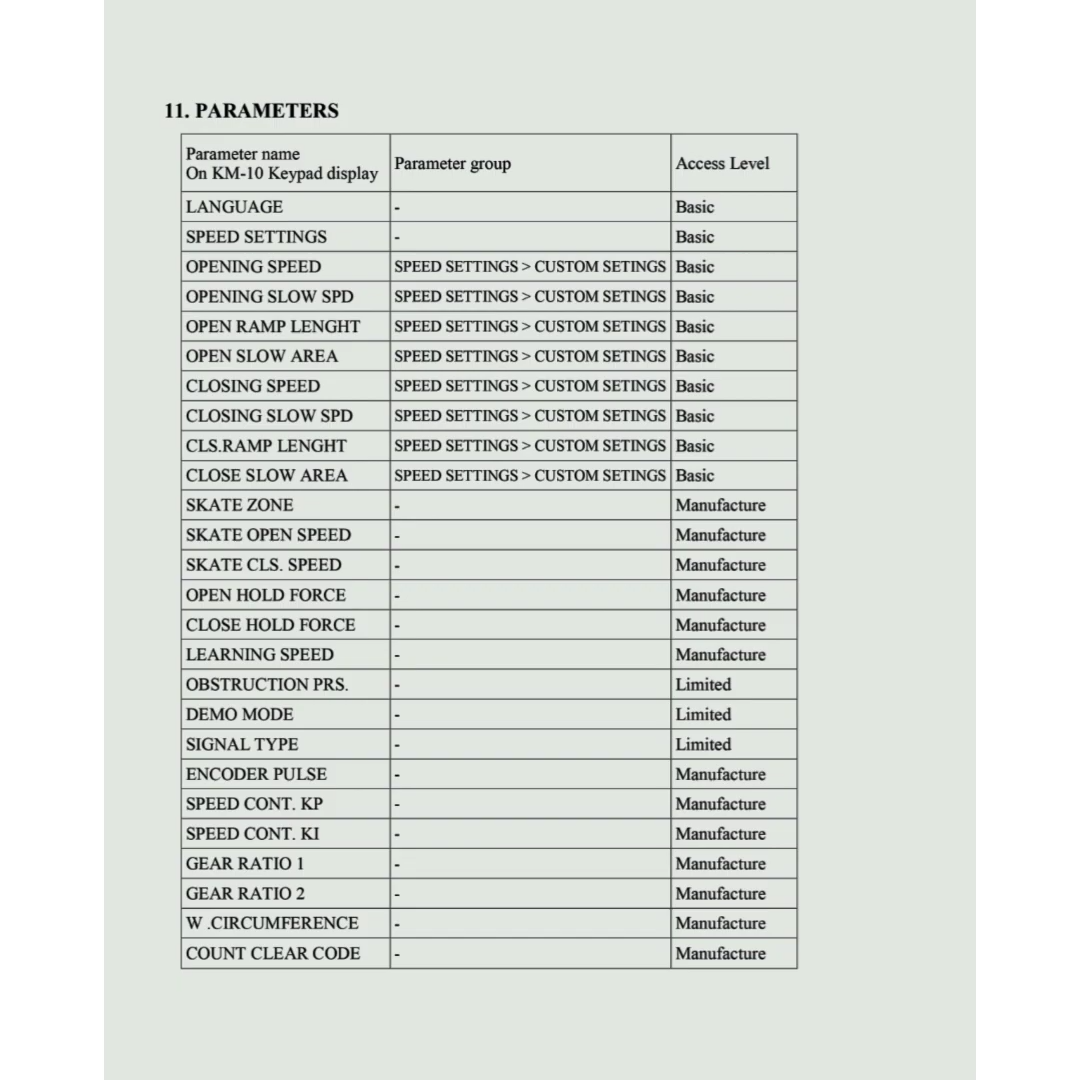 11. PARAMETERS
Parameter name
On KM-10 Keypad display
Parameter group
Access Level
LANGUAGE - Basic
SPEED SETTINGS - Basic
OPENING SPEED SPEED SETTINGS > CUSTOM SETINGS Basic
OPENING SLOW SPD SPEED SETTINGS > CUSTOM SETINGS Basic
OPEN RAMP LENGHT SPEED SETTINGS > CUSTOM SETINGS Basic
OPEN SLOW AREA SPEED SETTINGS > CUSTOM SETINGS Basic
CLOSING SPEED SPEED SETTINGS > CUSTOM SETINGS Basic
CLOSING SLOW SPD SPEED SETTINGS > CUSTOM SETINGS Basic
CLS.RAMP LENGHT SPEED SETTINGS > CUSTOM SETINGS Basic
CLOSE SLOW AREA SPEED SETTINGS > CUSTOM SETINGS Basic
SKATE ZONE - Manufacture
SKATE OPEN SPEED - Manufacture
SKATE CLS. SPEED - Manufacture
OPEN HOLD FORCE - Manufacture
CLOSE HOLD FORCE - Manufacture
LEARNING SPEED - Manufacture
OBSTRUCTION PRS. - Limited
DEMO MODE - Limited
SIGNAL TYPE - Limited
ENCODER PULSE - Manufacture
SPEED CONT. KP - Manufacture
SPEED CONT. KI - Manufacture
GEAR RATIO 1 - Manufacture
GEAR RATIO 2 - Manufacture
W .CIRCUMFERENCE - Manufacture
COUNT CLEAR CODE - Manufacture